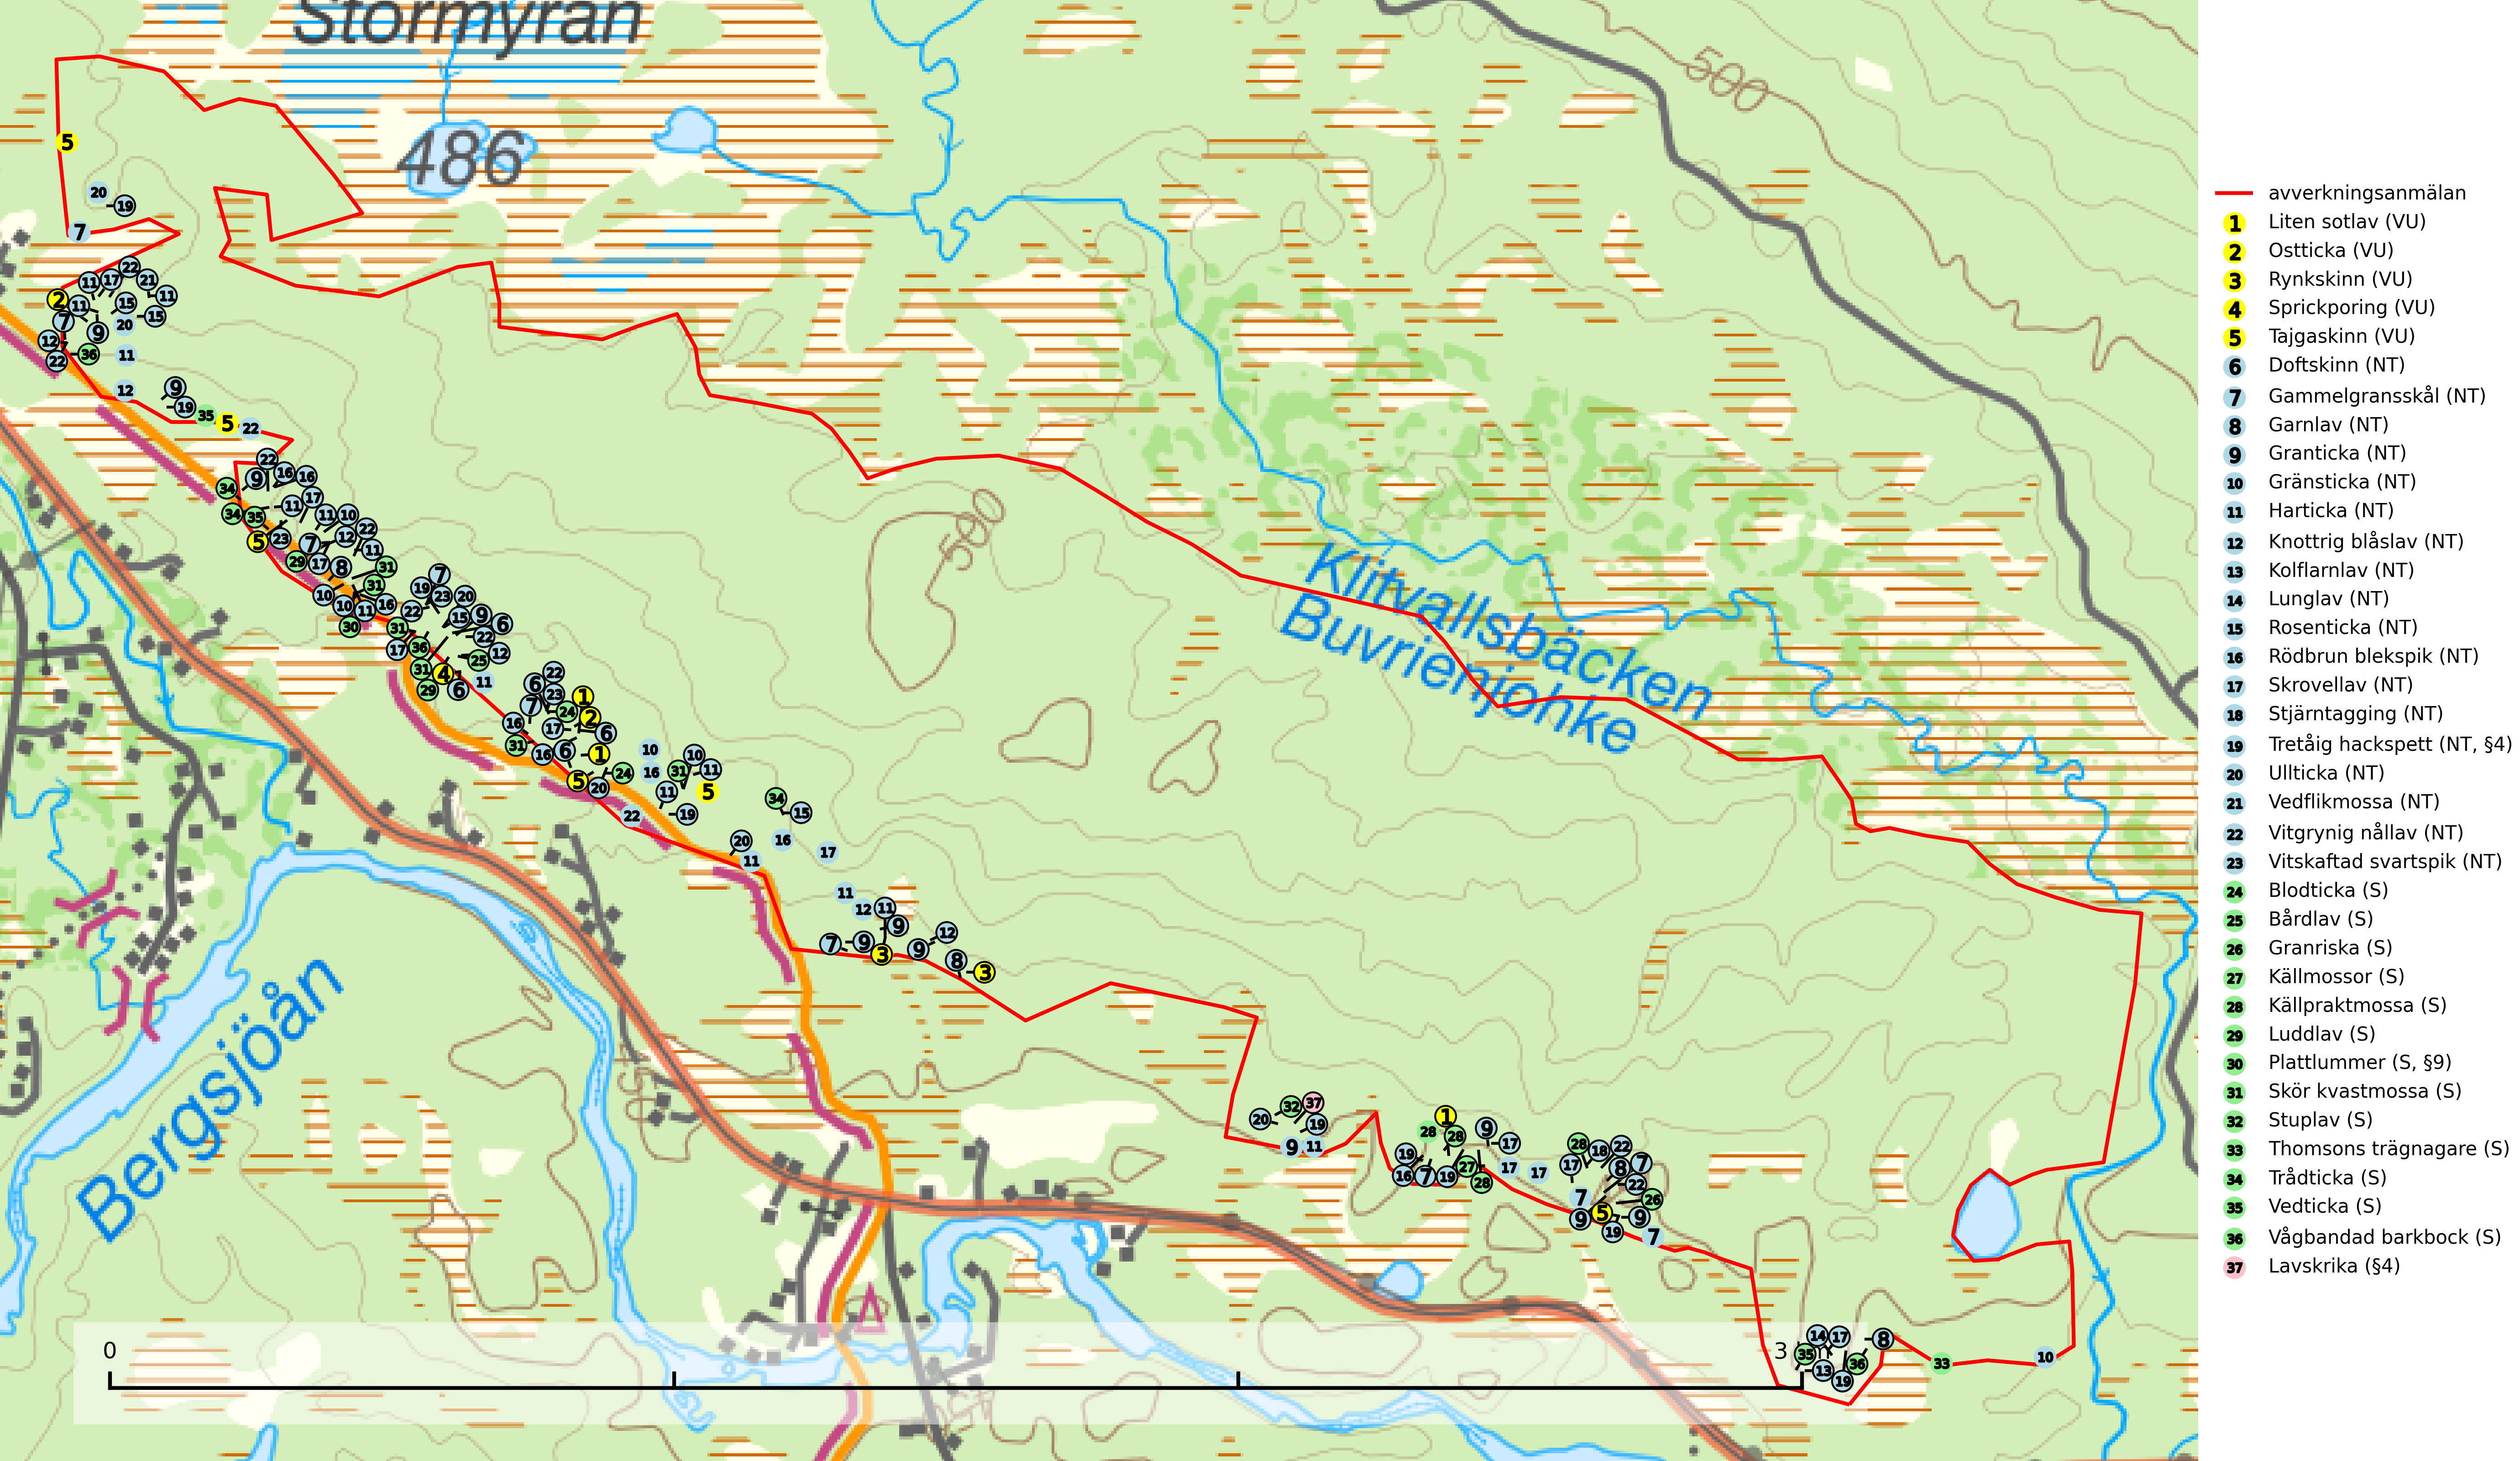 Stormyran
486
500
500
Klitvallsbäcken
Buvrienjohke
Bergsjöån
0
3
avverkningsanmälan
1 Liten sotlav (VU)
2 Ostticka (VU)
3 Rynkskinn (VU)
4 Sprickporing (VU)
5 Tajgaskinn (VU)
6 Doftskinn (NT)
7 Gammelgransskål (NT)
8 Garnlav (NT)
9 Granticka (NT)
10 Gränsticka (NT)
11 Harticka (NT)
12 Knottrig blåslav (NT)
13 Kolflarnlav (NT)
14 Lunglav (NT)
15 Rosenticka (NT)
16 Rödbrun blekspik (NT)
17 Skrovellav (NT)
18 Stjärntagging (NT)
19 Tretåig hackspett (NT, §4)
20 Ullticka (NT)
21 Vedflikmossa (NT)
22 Vitgrynig nållav (NT)
23 Vitskaftad svartspik (NT)
24 Blodticka (S)
25 Bårdlav (S)
26 Granriska (S)
27 Källmossor (S)
28 Källpraktmossa (S)
29 Luddlav (S)
30 Plattlummer (S, §9)
31 Skör kvastmossa (S)
32 Stuplav (S)
33 Thomsons trägnagare (S)
34 Trådticka (S)
35 Vedticka (S)
36 Vågbandad barkbock (S)
37 Lavskrika (§4)